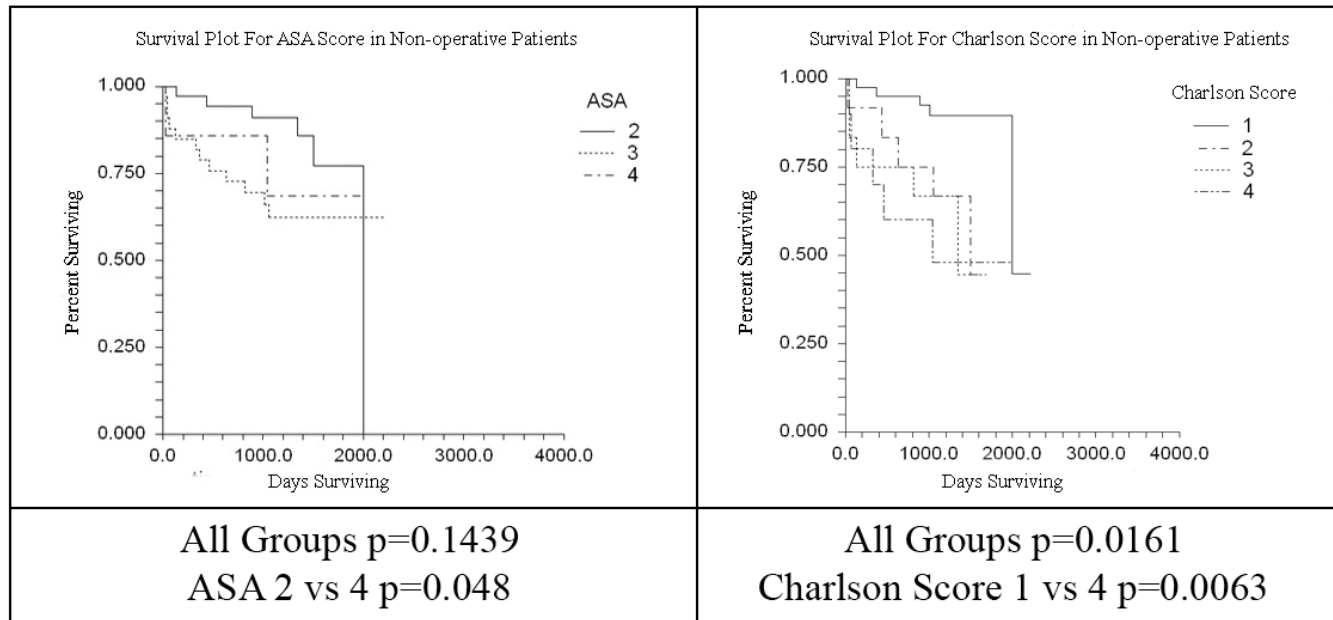 Survival Plot For ASA Score in Non-operative Patients
1.000
0.750
0.500
0.250
0.000
Percent Surviving
0.0 1000.0 2000.0 3000.0 4000.0
Days Surviving
ASA
2
3
4
All Groups p=0.1439
ASA 2 vs 4 p=0.048
Survival Plot For Charlson Score in Non-operative Patients
1.000
0.750
0.500
0.250
0.000
Percent Surviving
0.0 1000.0 2000.0 3000.0 4000.0
Days Surviving
Charlson Score
1
2
3
4
All Groups p=0.0161
Charlson Score 1 vs 4 p=0.0063